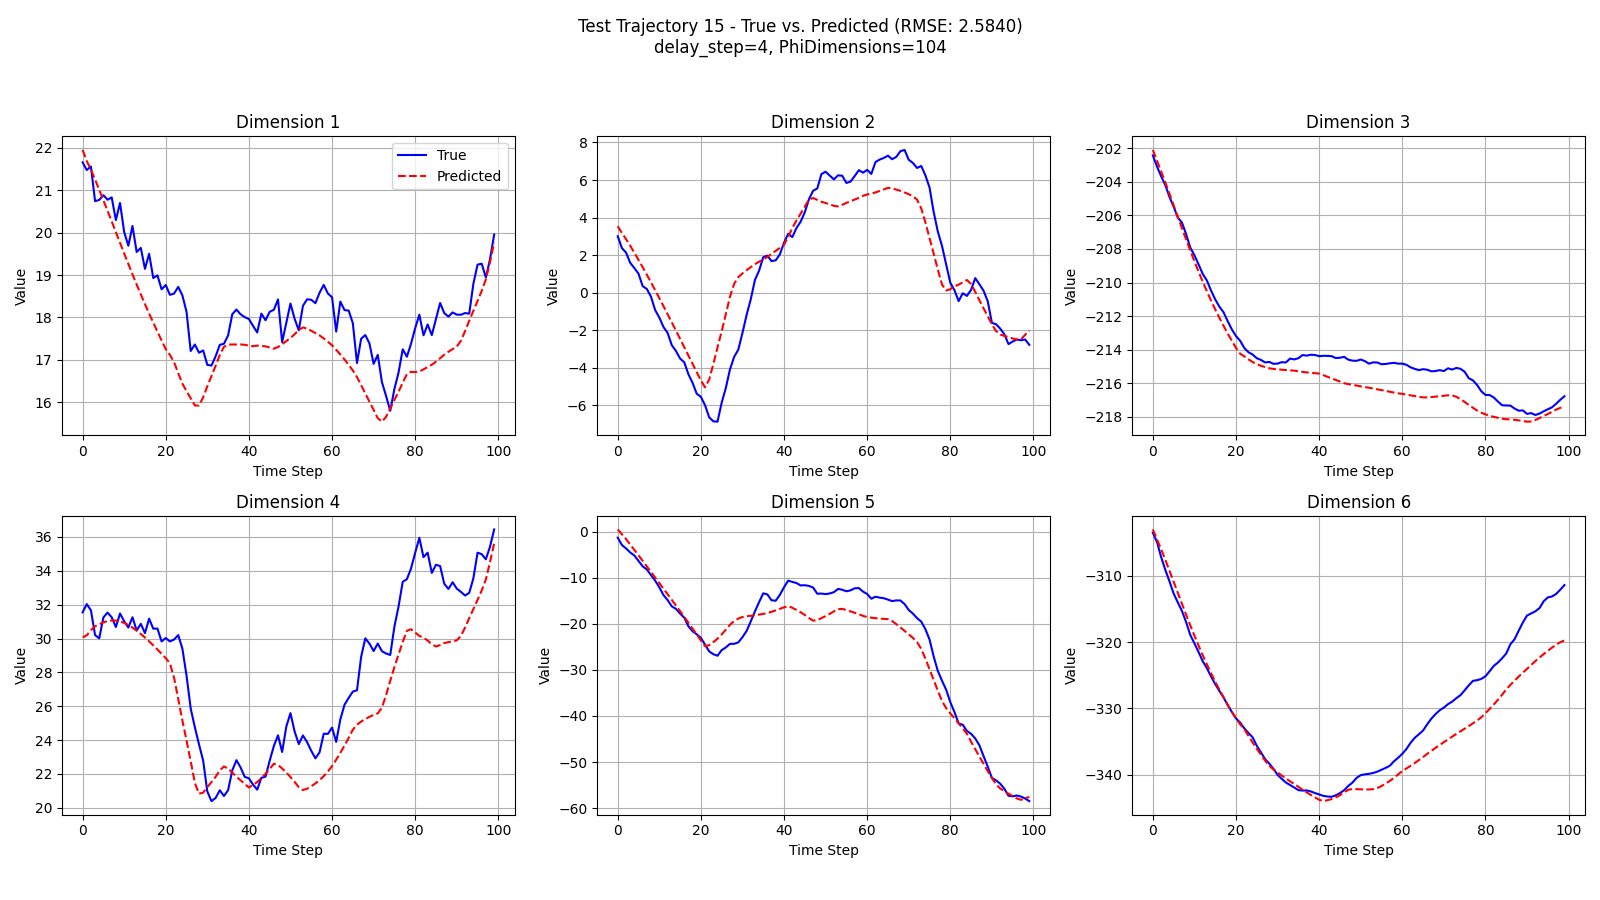 Test Trajectory 15 - True vs. Predicted (RMSE: 2.5840)
delay_step=4, PhiDimensions=104
Dimension 1
Value
22
21
20
19
18
17
16
True
Predicted
0 20 40 60 80 100
Time Step
Dimension 2
Value
8
6
4
2
0
−2
−4
−6
0 20 40 60 80 100
Time Step
Dimension 3
Value
−202
−204
−206
−208
−210
−212
−214
−216
−218
0 20 40 60 80 100
Time Step
Dimension 4
Value
36
34
32
30
28
26
24
22
20
0 20 40 60 80 100
Time Step
Dimension 5
Value
0
−10
−20
−30
−40
−50
−60
0 20 40 60 80 100
Time Step
Dimension 6
Value
−310
−320
−330
−340
0 20 40 60 80 100
Time Step